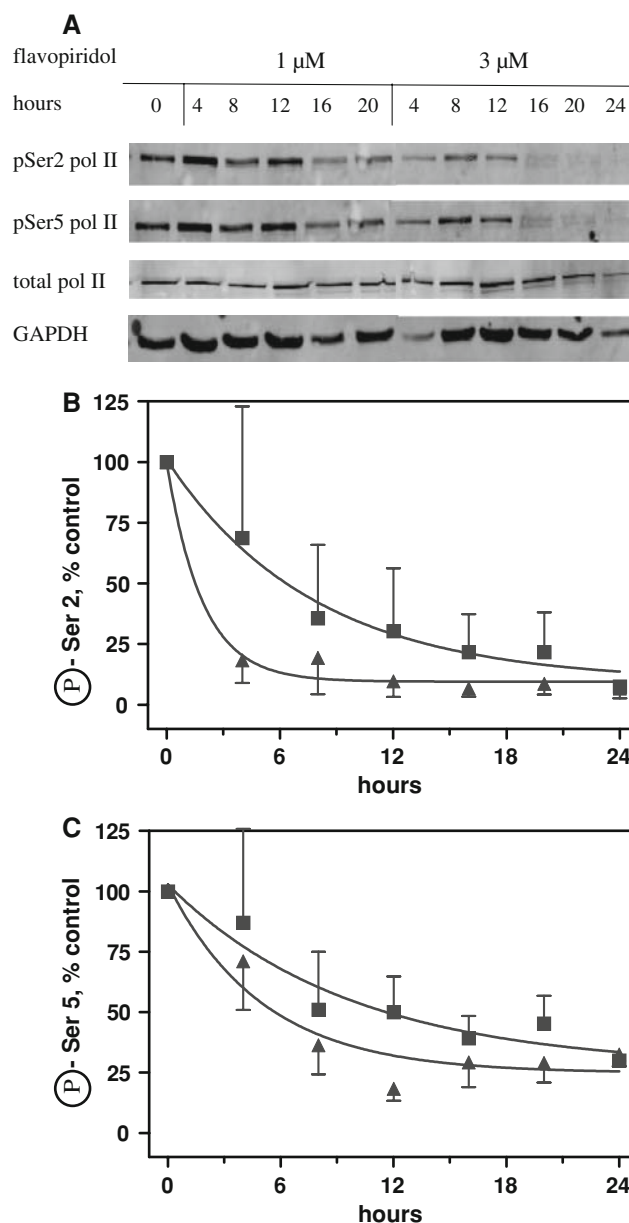 A
flavopiridol 1 µM 3 µM
hours 0 4 8 12 16 20 4 8 12 16 20 24
pSer2 pol II
pSer5 pol II
total pol II
GAPDH
B
125
100
75
50
25
0
P - Ser 2, % control
0 6 12 18 24
hours
C
125
100
75
50
25
0
P - Ser 5, % control
0 6 12 18 24
hours